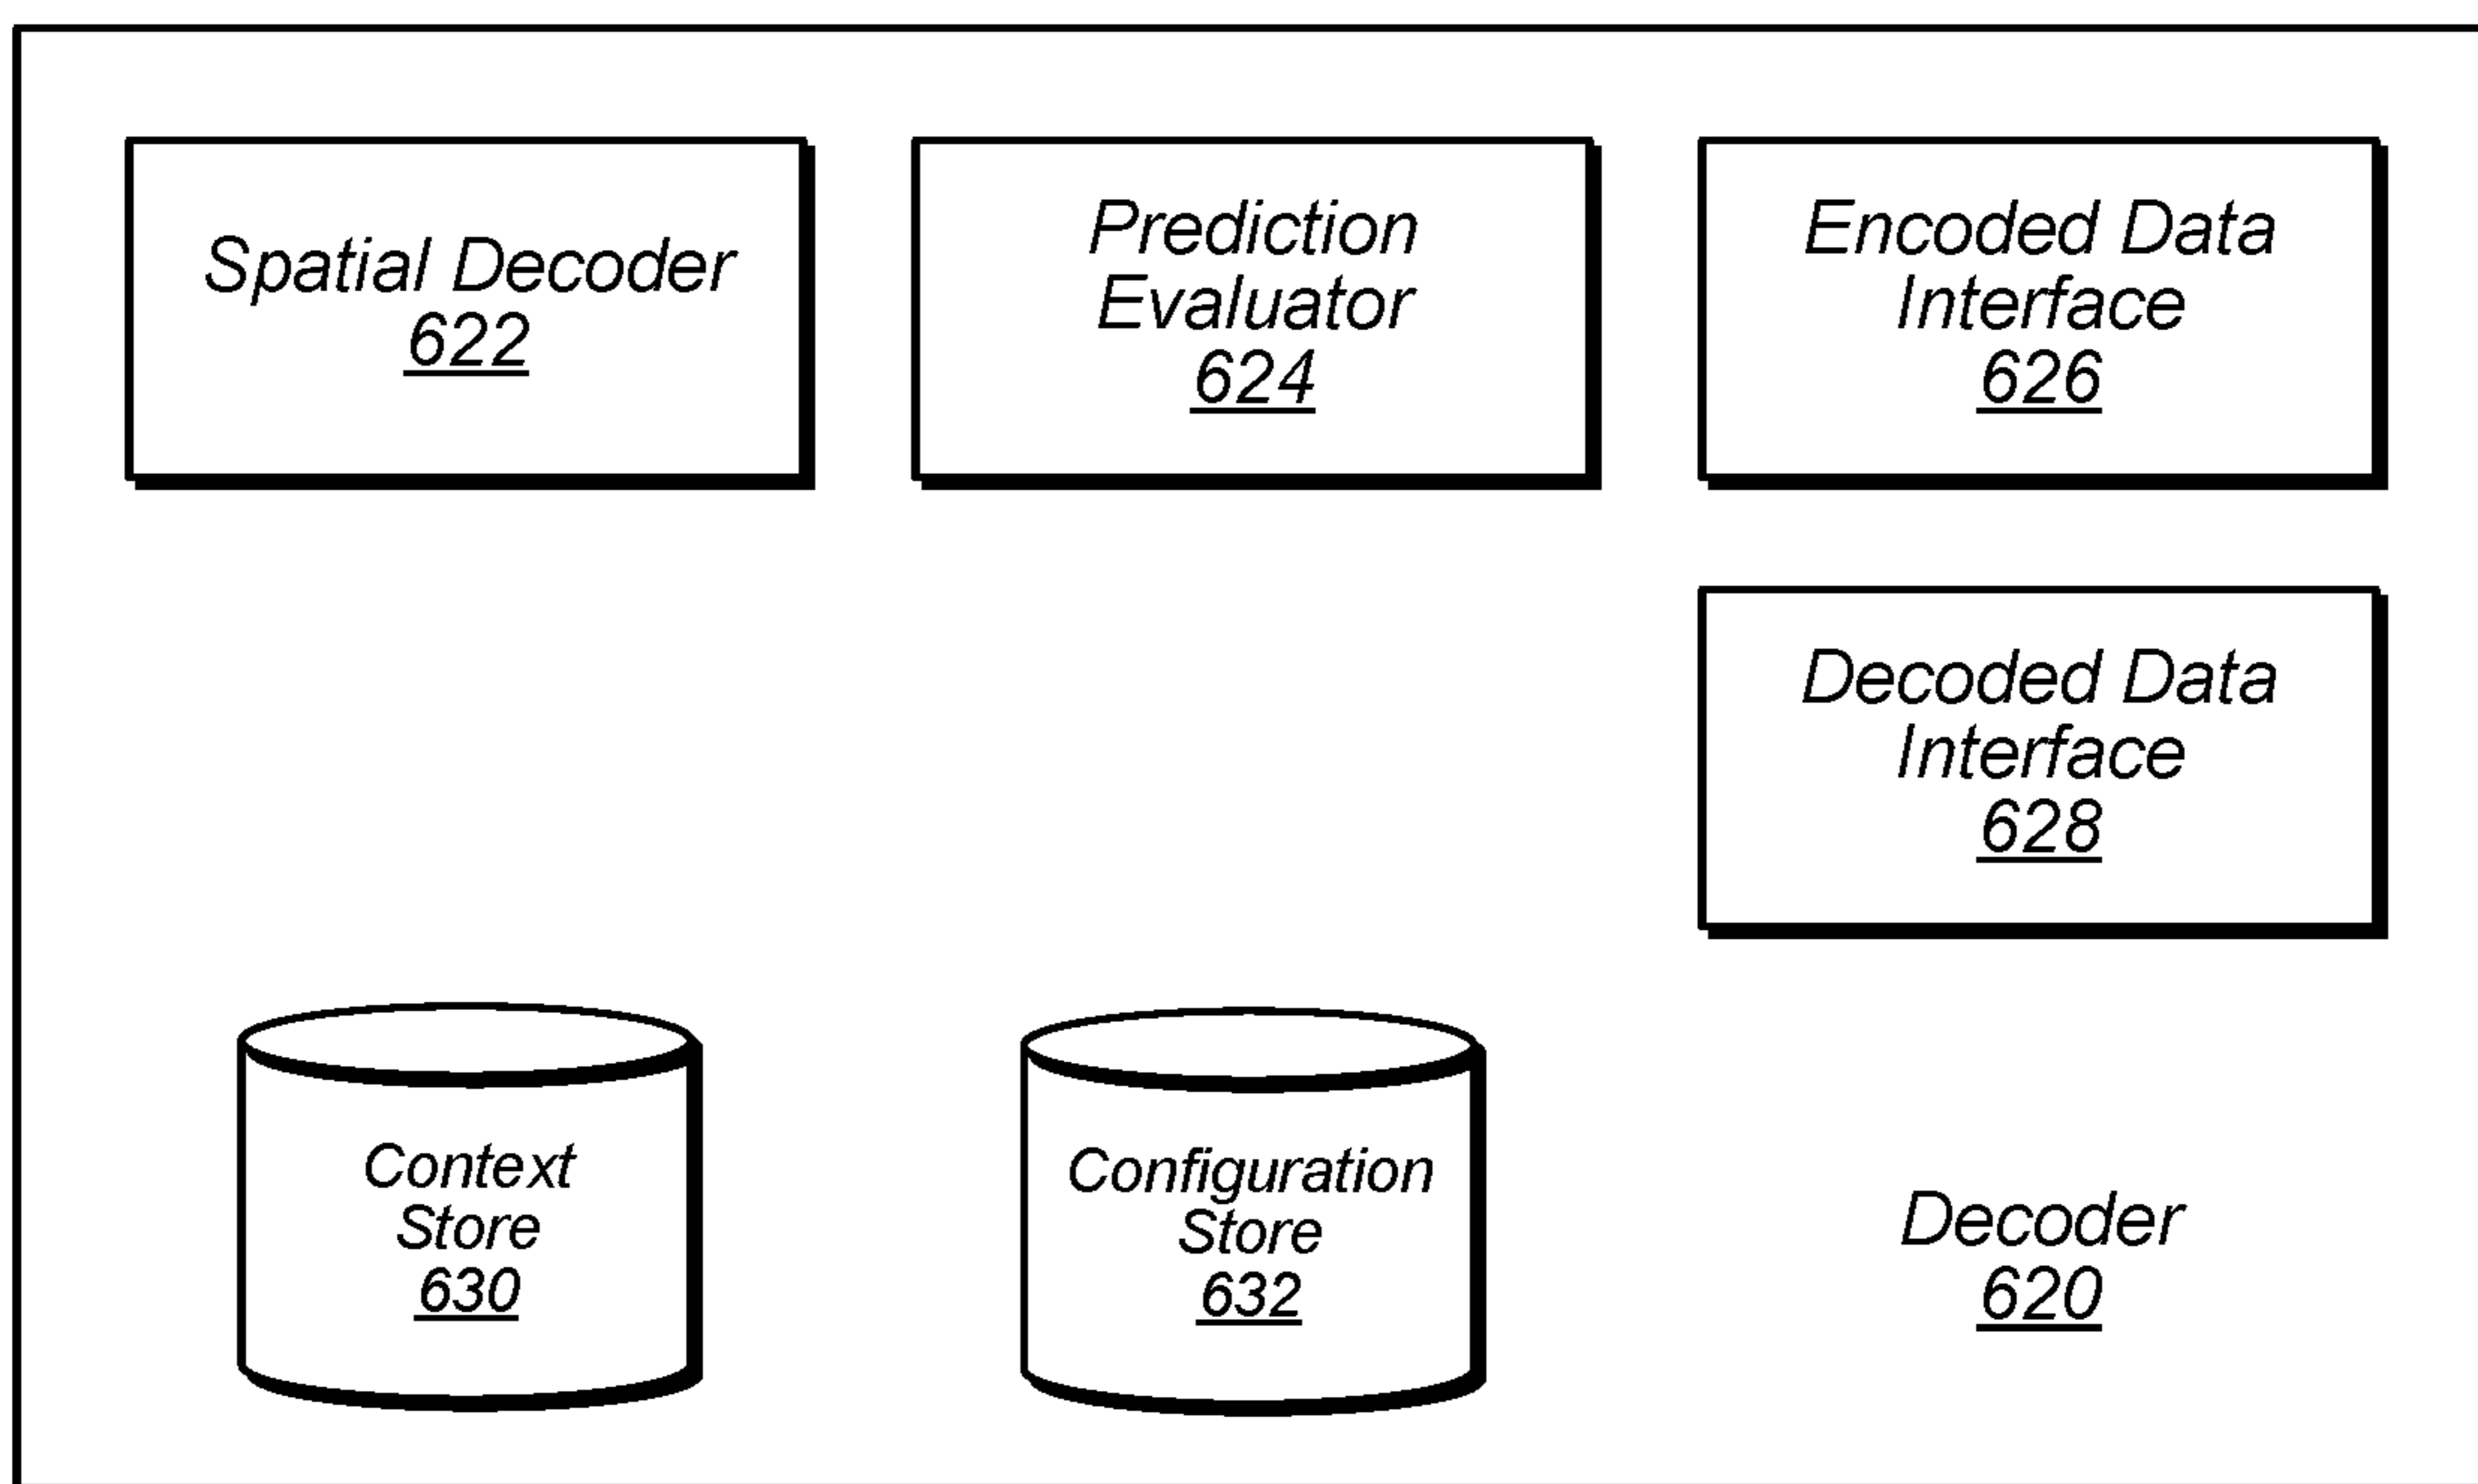 Spatial Decoder
622
Prediction
Evaluator
624
Encoded Data
Interface
626
Decoded Data
Interface
628
Context
Store
630
Configuration
Store
632
Decoder
620